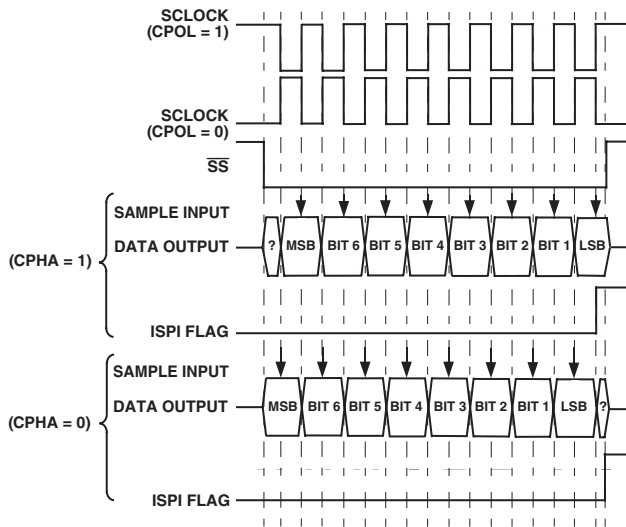 SCLOCK
(CPOL = 1)
SCLOCK
(CPOL = 0)
SS
SAMPLE INPUT
DATA OUTPUT
? MSB BIT 6 BIT 5 BIT 4 BIT 3 BIT 2 BIT 1 LSB
(CPHA = 1)
ISPI FLAG
SAMPLE INPUT
DATA OUTPUT
MSB BIT 6 BIT 5 BIT 4 BIT 3 BIT 2 BIT 1 LSB ?
(CPHA = 0)
ISPI FLAG